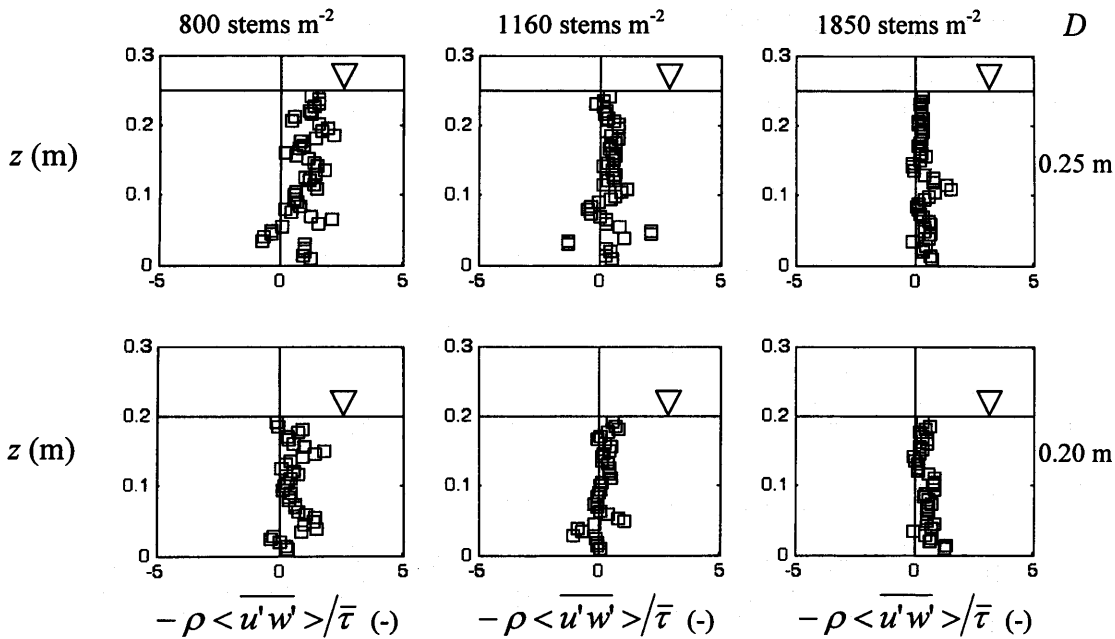 800 stems m⁻² 1160 stems m⁻² 1850 stems m⁻² D
0.3 0.3 0.3
0.2 0.2 0.2
z (m) 0.25 m
0.1 0.1 0.1
0 0 0
-5 0 5 -5 0 5 -5 0 5
0.3 0.3 0.3
0.2 0.2 0.2
z (m) 0.20 m
0.1 0.1 0.1
0 0 0
-5 0 5 -5 0 5 -5 0 5
− ρ < u'w' > / τ̅ (-) − ρ < u'w' > / τ̅ (-) − ρ < u'w' > / τ̅ (-)